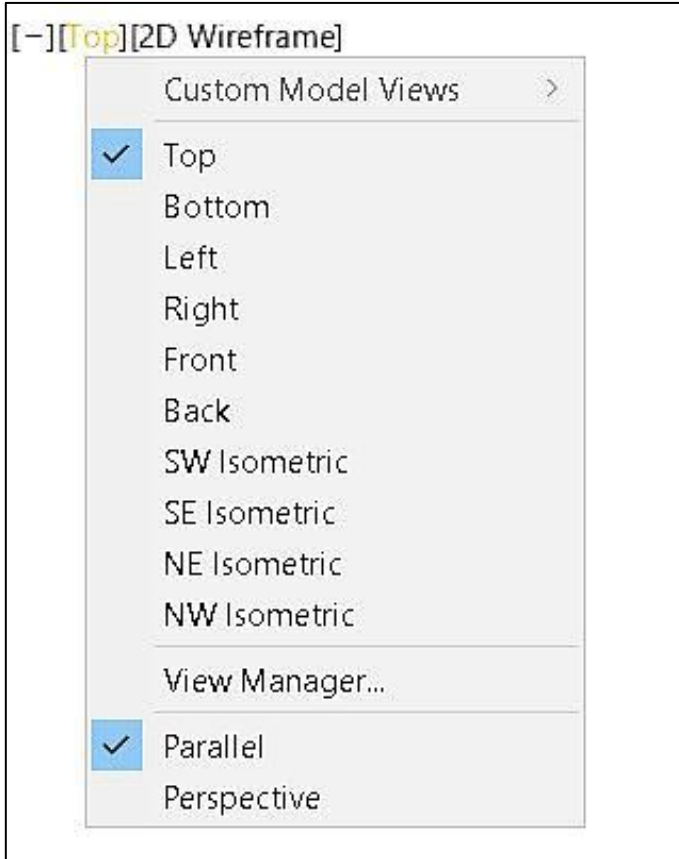 [−][Top][2D Wireframe]
Custom Model Views
Top
Bottom
Left
Right
Front
Back
SW Isometric
SE Isometric
NE Isometric
NW Isometric
View Manager...
Parallel
Perspective